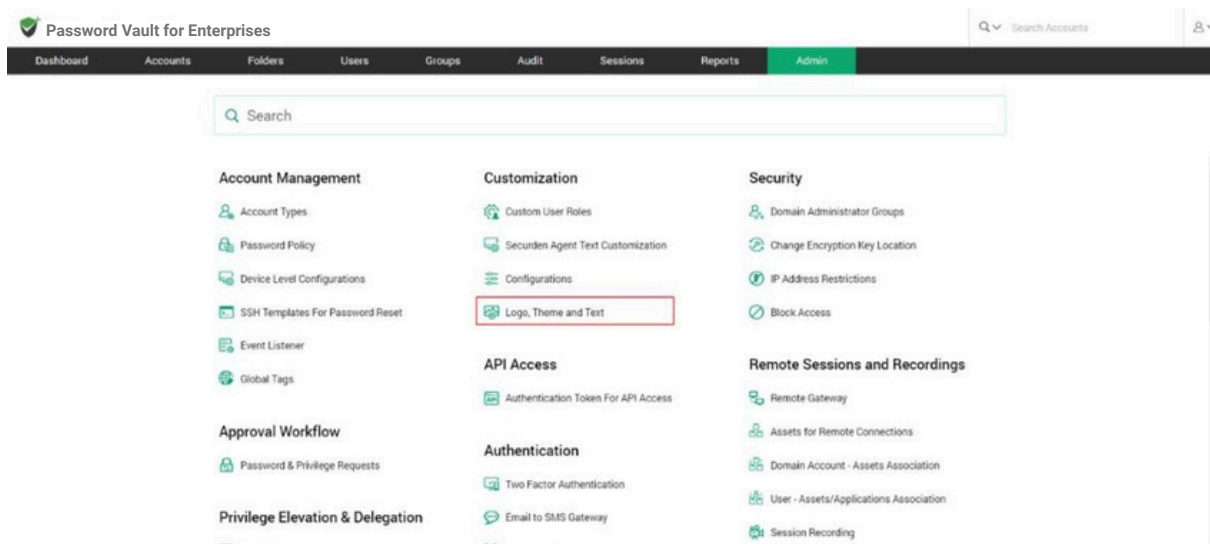 Password Vault for Enterprises
Search Accounts
Dashboard Accounts Folders Users Groups Audit Sessions Reports Admin
Search
Account Management
Account Types
Password Policy
Device Level Configurations
SSH Templates For Password Reset
Event Listener
Global Tags
Approval Workflow
Password & Privilege Requests
Privilege Elevation & Delegation
Customization
Custom User Roles
Securden Agent Text Customization
Configurations
Logo, Theme and Text
API Access
Authentication Token For API Access
Authentication
Two Factor Authentication
Email to SMS Gateway
Security
Domain Administrator Groups
Change Encryption Key Location
IP Address Restrictions
Block Access
Remote Sessions and Recordings
Remote Gateway
Assets for Remote Connections
Domain Account - Assets Association
User - Assets/Applications Association
Session Recording